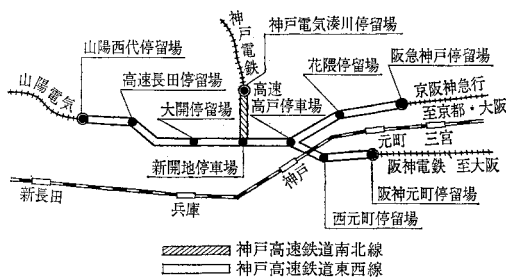 神戸電気湊川停留場
神戸電鉄
山陽西代停留場
花隈停留場
阪急神戸停留場
高速長田停留場
高速
高戸停車場
京阪神急行
至京都・大阪
山陽電気
大開停留場
元町
三宮
新開地停車場
神戸
阪神電鉄
至大阪
新長田
兵庫
阪神元町停留場
西元町停留場
神戸高速鉄道南北線
神戸高速鉄道東西線